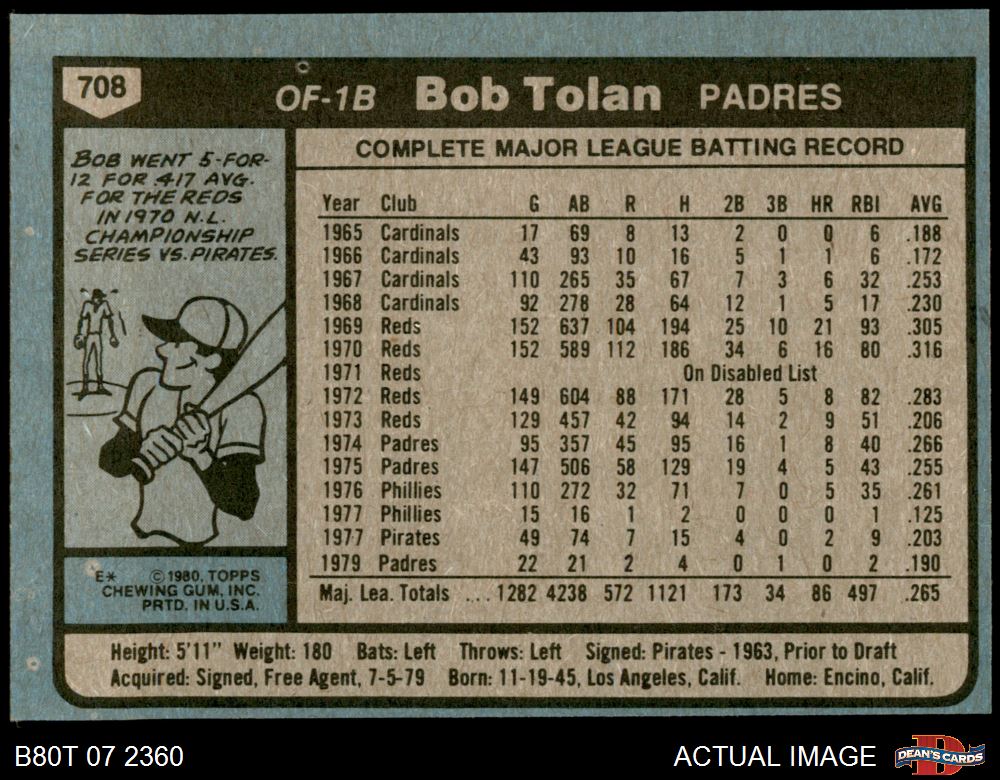 708
OF-1B Bob Tolan PADRES
BOB WENT 5-FOR-
12 FOR .417 AVG.
FOR THE REDS
IN 1970 N.L.
CHAMPIONSHIP
SERIES VS. PIRATES.
E* ©1980, TOPPS
CHEWING GUM, INC.
PRTD. IN U.S.A.
COMPLETE MAJOR LEAGUE BATTING RECORD
Year Club G AB R H 2B 3B HR RBI AVG
1965 Cardinals 17 69 8 13 2 0 0 6 .188
1966 Cardinals 43 93 10 16 5 1 1 6 .172
1967 Cardinals 110 265 35 67 7 3 6 32 .253
1968 Cardinals 92 278 28 64 12 1 5 17 .230
1969 Reds 152 637 104 194 25 10 21 93 .305
1970 Reds 152 589 112 186 34 6 16 80 .316
1971 Reds On Disabled List
1972 Reds 149 604 88 171 28 5 8 82 .283
1973 Reds 129 457 42 94 14 2 9 51 .206
1974 Padres 95 357 45 95 16 1 8 40 .266
1975 Padres 147 506 58 129 19 4 5 43 .255
1976 Phillies 110 272 32 71 7 0 5 35 .261
1977 Phillies 15 16 1 2 0 0 0 1 .125
1977 Pirates 49 74 7 15 4 0 2 9 .203
1979 Padres 22 21 2 4 0 1 0 2 .190
Maj. Lea. Totals ... 1282 4238 572 1121 173 34 86 497 .265
Height: 5'11" Weight: 180 Bats: Left Throws: Left Signed: Pirates - 1963, Prior to Draft
Acquired: Signed, Free Agent, 7-5-79 Born: 11-19-45, Los Angeles, Calif. Home: Encino, Calif.
B80T 07 2360 ACTUAL IMAGE D DEAN'S CARDS